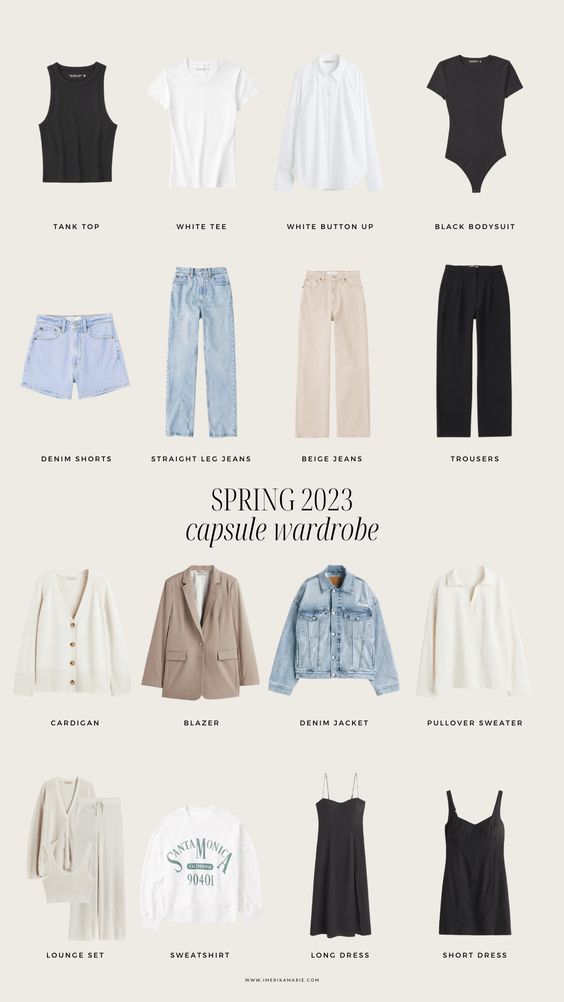 TANK TOP
WHITE TEE
WHITE BUTTON UP
BLACK BODYSUIT
DENIM SHORTS
STRAIGHT LEG JEANS
BEIGE JEANS
TROUSERS
SPRING 2023
capsule wardrobe
CARDIGAN
BLAZER
DENIM JACKET
PULLOVER SWEATER
SANTA MONICA
CALIFORNIA
90401
LOUNGE SET
SWEATSHIRT
LONG DRESS
SHORT DRESS
WWW.IMERIKAMARIE.COM